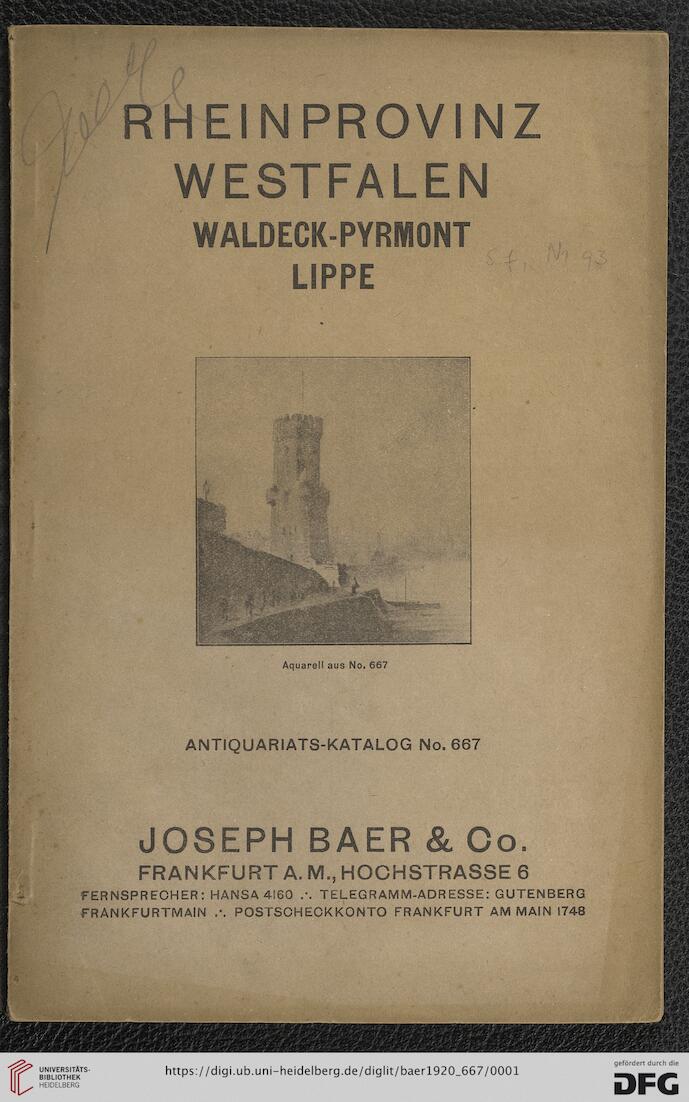 RHEINPROVINZ
WESTFALEN
WALDECK-PYRMONT
LIPPE
Nr 93
Aquarell aus No. 667
ANTIQUARIATS-KATALOG No. 667
JOSEPH BAER & Co.
FRANKFURT A. M., HOCHSTRASSE 6
FERNSPRECHER: HANSA 4160 .·. TELEGRAMM-ADRESSE: GUTENBERG
FRANKFURTMAIN .·. POSTSCHECKKONTO FRANKFURT AM MAIN 1748
UNIVERSITÄTS-
BIBLIOTHEK
HEIDELBERG
https://digi.ub.uni-heidelberg.de/diglit/baer1920_667/0001
gefördert durch die
DFG